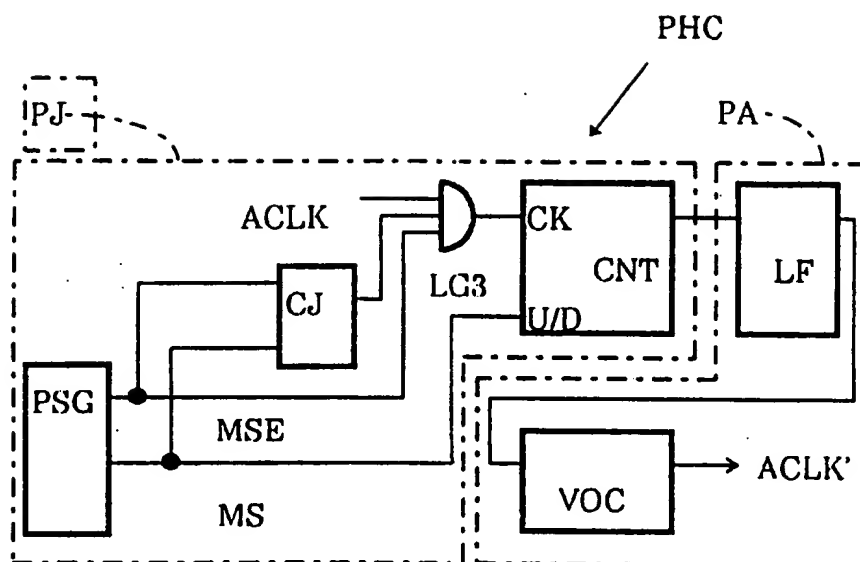 PHC
PJ
PA
ACLK
CK
CNT
LF
LG3
CJ
U/D
PSG
MSE
MS
VOC
ACLK'